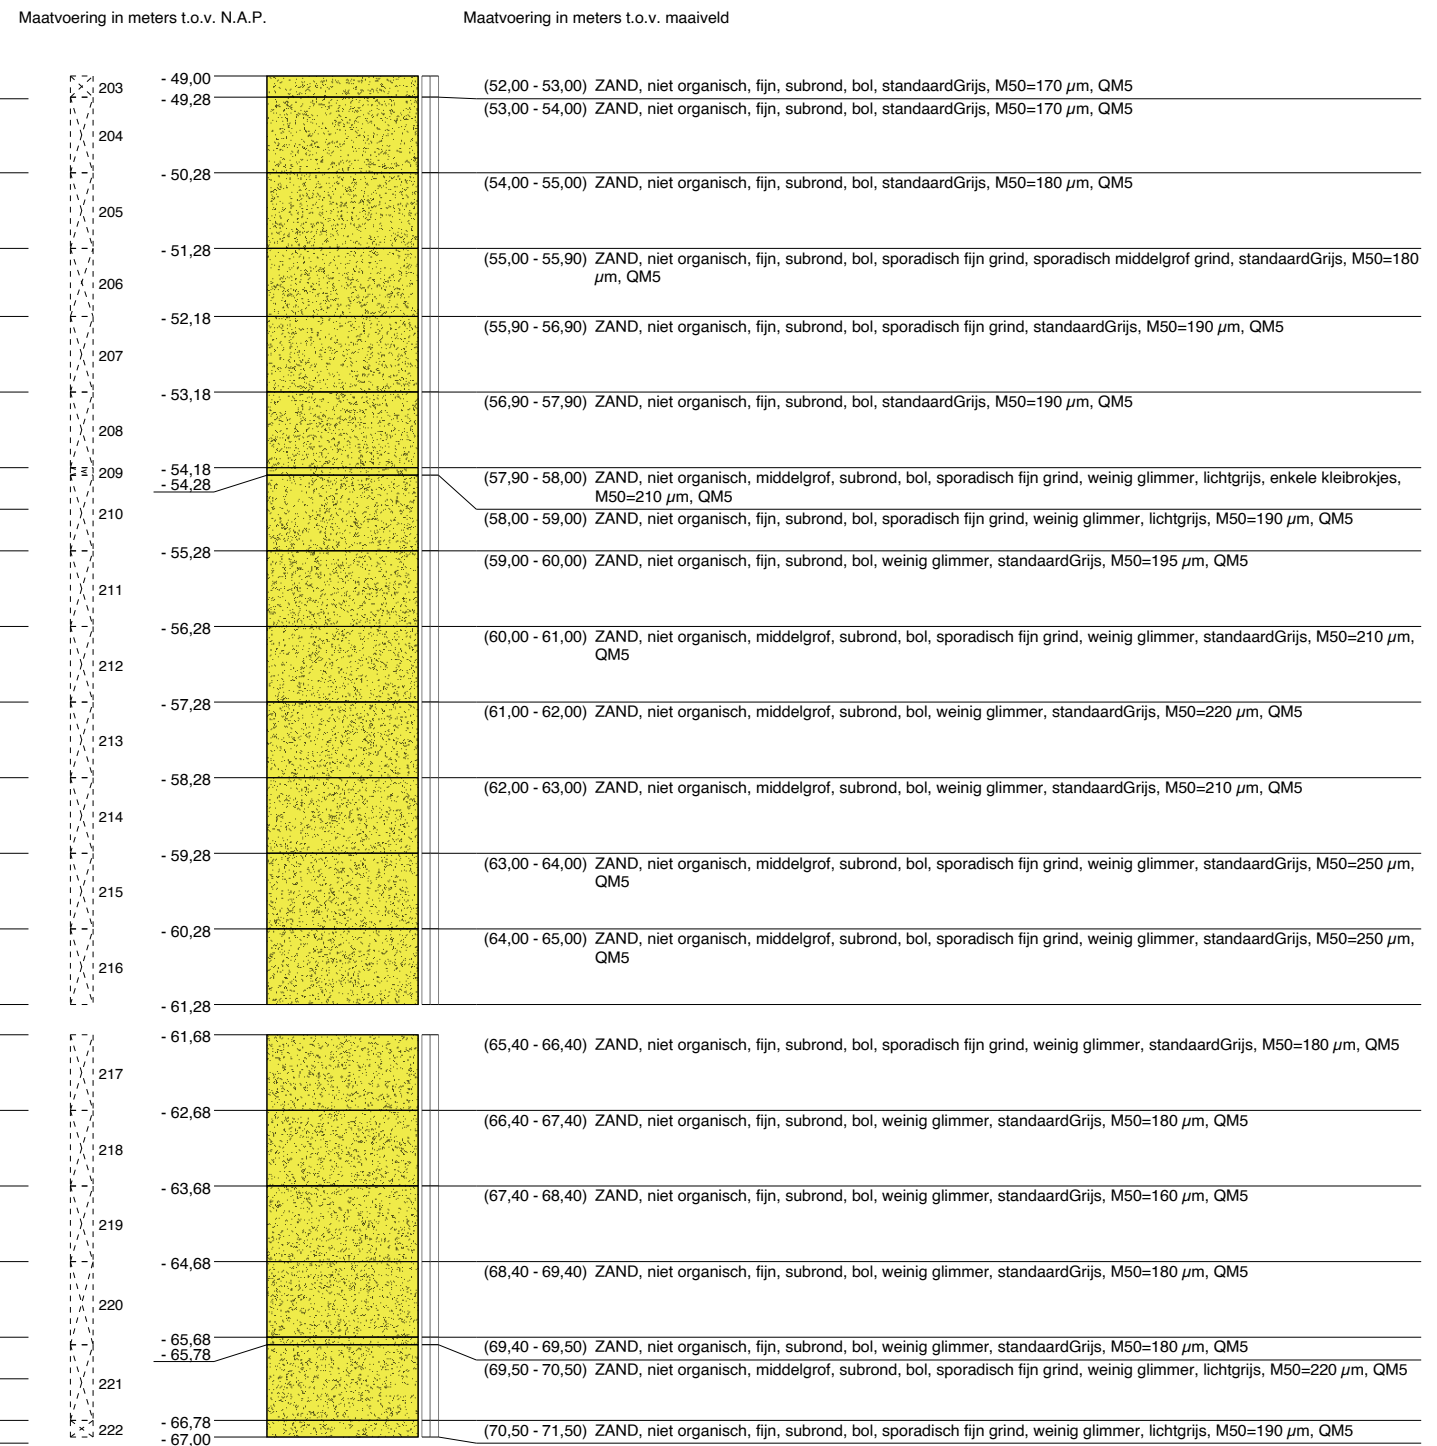 Maatvoering in meters t.o.v. N.A.P. Maatvoering in meters t.o.v. maaiveld
203 - 49,00 (52,00 - 53,00) ZAND, niet organisch, fijn, subrond, bol, standaardGrijs, M50=170 µm, QM5
- 49,28 (53,00 - 54,00) ZAND, niet organisch, fijn, subrond, bol, standaardGrijs, M50=170 µm, QM5
204
- 50,28 (54,00 - 55,00) ZAND, niet organisch, fijn, subrond, bol, standaardGrijs, M50=180 µm, QM5
205
- 51,28 (55,00 - 55,90) ZAND, niet organisch, fijn, subrond, bol, sporadisch fijn grind, sporadisch middelgrof grind, standaardGrijs, M50=180
µm, QM5
206
- 52,18 (55,90 - 56,90) ZAND, niet organisch, fijn, subrond, bol, sporadisch fijn grind, standaardGrijs, M50=190 µm, QM5
207
- 53,18 (56,90 - 57,90) ZAND, niet organisch, fijn, subrond, bol, standaardGrijs, M50=190 µm, QM5
208
209 - 54,18 (57,90 - 58,00) ZAND, niet organisch, middelgrof, subrond, bol, sporadisch fijn grind, weinig glimmer, lichtgrijs, enkele kleibrokjes,
- 54,28 M50=210 µm, QM5
210 (58,00 - 59,00) ZAND, niet organisch, fijn, subrond, bol, sporadisch fijn grind, weinig glimmer, lichtgrijs, M50=190 µm, QM5
- 55,28 (59,00 - 60,00) ZAND, niet organisch, fijn, subrond, bol, weinig glimmer, standaardGrijs, M50=195 µm, QM5
211
- 56,28 (60,00 - 61,00) ZAND, niet organisch, middelgrof, subrond, bol, sporadisch fijn grind, weinig glimmer, standaardGrijs, M50=210 µm,
QM5
212
- 57,28 (61,00 - 62,00) ZAND, niet organisch, middelgrof, subrond, bol, weinig glimmer, standaardGrijs, M50=220 µm, QM5
213
- 58,28 (62,00 - 63,00) ZAND, niet organisch, middelgrof, subrond, bol, weinig glimmer, standaardGrijs, M50=210 µm, QM5
214
- 59,28 (63,00 - 64,00) ZAND, niet organisch, middelgrof, subrond, bol, sporadisch fijn grind, weinig glimmer, standaardGrijs, M50=250 µm,
QM5
215
- 60,28 (64,00 - 65,00) ZAND, niet organisch, middelgrof, subrond, bol, sporadisch fijn grind, weinig glimmer, standaardGrijs, M50=250 µm,
QM5
216
- 61,28
- 61,68 (65,40 - 66,40) ZAND, niet organisch, fijn, subrond, bol, sporadisch fijn grind, weinig glimmer, standaardGrijs, M50=180 µm, QM5
217
- 62,68 (66,40 - 67,40) ZAND, niet organisch, fijn, subrond, bol, weinig glimmer, standaardGrijs, M50=180 µm, QM5
218
- 63,68 (67,40 - 68,40) ZAND, niet organisch, fijn, subrond, bol, weinig glimmer, standaardGrijs, M50=160 µm, QM5
219
- 64,68 (68,40 - 69,40) ZAND, niet organisch, fijn, subrond, bol, weinig glimmer, standaardGrijs, M50=180 µm, QM5
220
- 65,68 (69,40 - 69,50) ZAND, niet organisch, fijn, subrond, bol, weinig glimmer, standaardGrijs, M50=180 µm, QM5
- 65,78 (69,50 - 70,50) ZAND, niet organisch, middelgrof, subrond, bol, sporadisch fijn grind, weinig glimmer, lichtgrijs, M50=220 µm, QM5
221
- 66,78
222 (70,50 - 71,50) ZAND, niet organisch, fijn, subrond, bol, sporadisch fijn grind, weinig glimmer, lichtgrijs, M50=190 µm, QM5
- 67,00